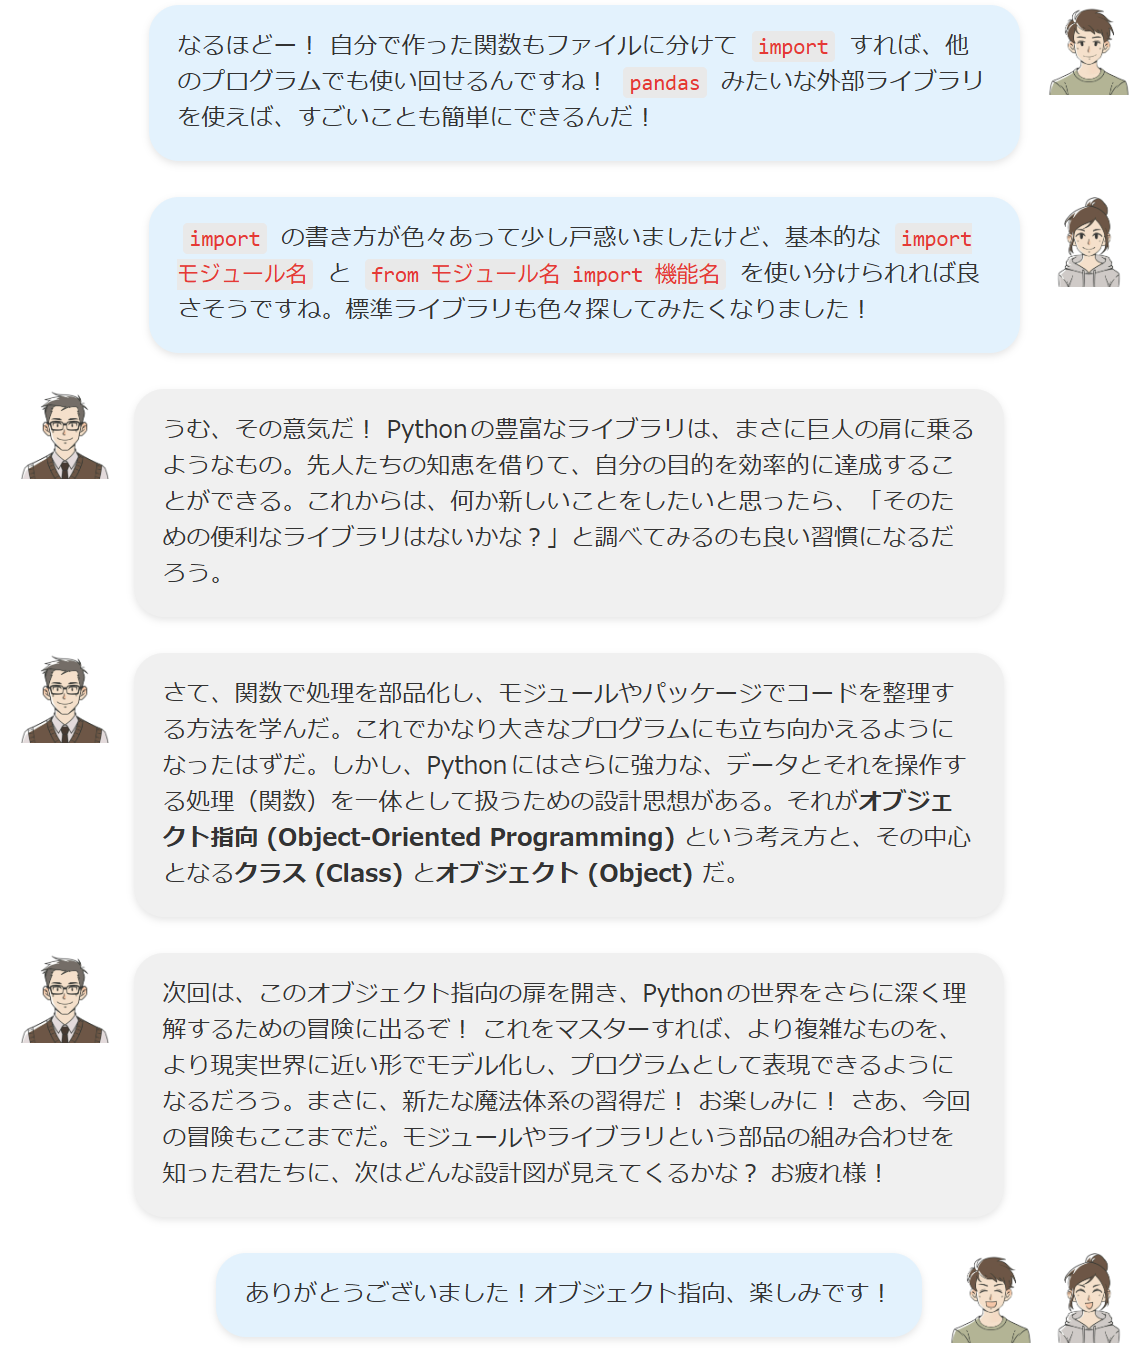 なるほどー！ 自分で作った関数もファイルに分けて import すれば、他
のプログラムでも使い回せるんですね！ pandas みたいな外部ライブラリ
を使えば、すごいことも簡単にできるんだ！
import の書き方が色々あって少し戸惑いましたけど、基本的な import
モジュール名 と from モジュール名 import 機能名 を使い分けられれば良
さそうですね。標準ライブラリも色々探してみたくなりました！
うむ、その意気だ！ Pythonの豊富なライブラリは、まさに巨人の肩に乗る
ようなもの。先人たちの知恵を借りて、自分の目的を効率的に達成するこ
とができる。これからは、何か新しいことをしたいと思ったら、「そのた
めの便利なライブラリはないかな？」と調べてみるのも良い習慣になるだ
ろう。
さて、関数で処理を部品化し、モジュールやパッケージでコードを整理す
る方法を学んだ。これでかなり大きなプログラムにも立ち向かえるように
なったはずだ。しかし、Pythonにはさらに強力な、データとそれを操作す
る処理（関数）を一体として扱うための設計思想がある。それがオブジェ
クト指向 (Object-Oriented Programming) という考え方と、その中心
となるクラス (Class) とオブジェクト (Object) だ。
次回は、このオブジェクト指向の扉を開き、Pythonの世界をさらに深く理
解するための冒険に出るぞ！ これをマスターすれば、より複雑なものを、
より現実世界に近い形でモデル化し、プログラムとして表現できるように
なるだろう。まさに、新たな魔法体系の習得だ！ お楽しみに！ さあ、今回
の冒険もここまでだ。モジュールやライブラリという部品の組み合わせを
知った君たちに、次はどんな設計図が見えてくるかな？ お疲れ様！
ありがとうございました！オブジェクト指向、楽しみです！